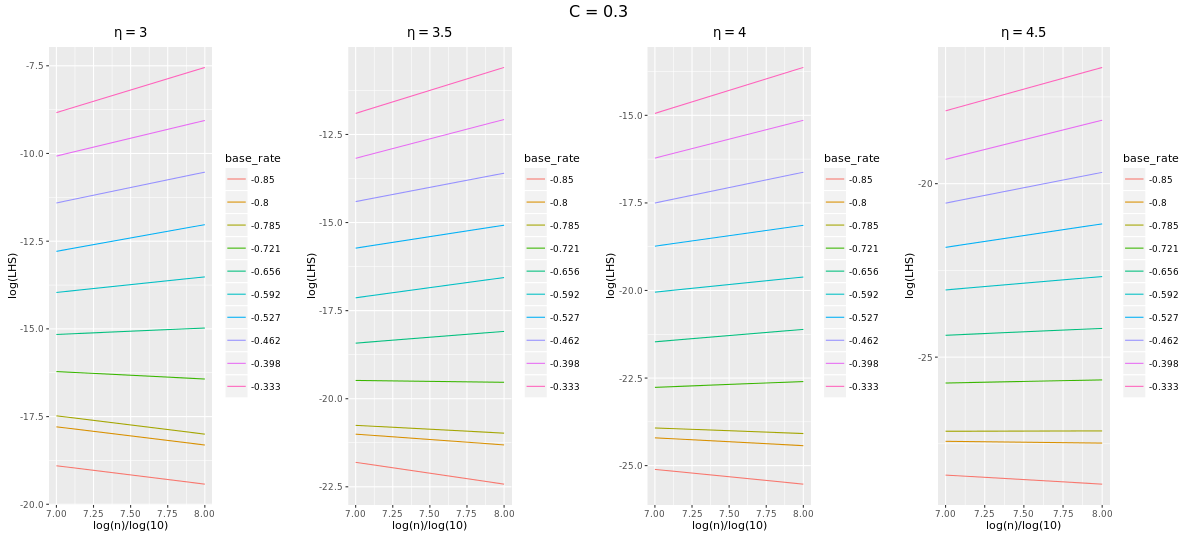 C = 0.3
η = 3
log(LHS)
-7.5
-10.0
-12.5
-15.0
-17.5
-20.0
7.00 7.25 7.50 7.75 8.00
log(n)/log(10)
base_rate
-0.85
-0.8
-0.785
-0.721
-0.656
-0.592
-0.527
-0.462
-0.398
-0.333
η = 3.5
log(LHS)
-12.5
-15.0
-17.5
-20.0
-22.5
7.00 7.25 7.50 7.75 8.00
log(n)/log(10)
base_rate
-0.85
-0.8
-0.785
-0.721
-0.656
-0.592
-0.527
-0.462
-0.398
-0.333
η = 4
log(LHS)
-15.0
-17.5
-20.0
-22.5
-25.0
7.00 7.25 7.50 7.75 8.00
log(n)/log(10)
base_rate
-0.85
-0.8
-0.785
-0.721
-0.656
-0.592
-0.527
-0.462
-0.398
-0.333
η = 4.5
log(LHS)
-20
-25
7.00 7.25 7.50 7.75 8.00
log(n)/log(10)
base_rate
-0.85
-0.8
-0.785
-0.721
-0.656
-0.592
-0.527
-0.462
-0.398
-0.333